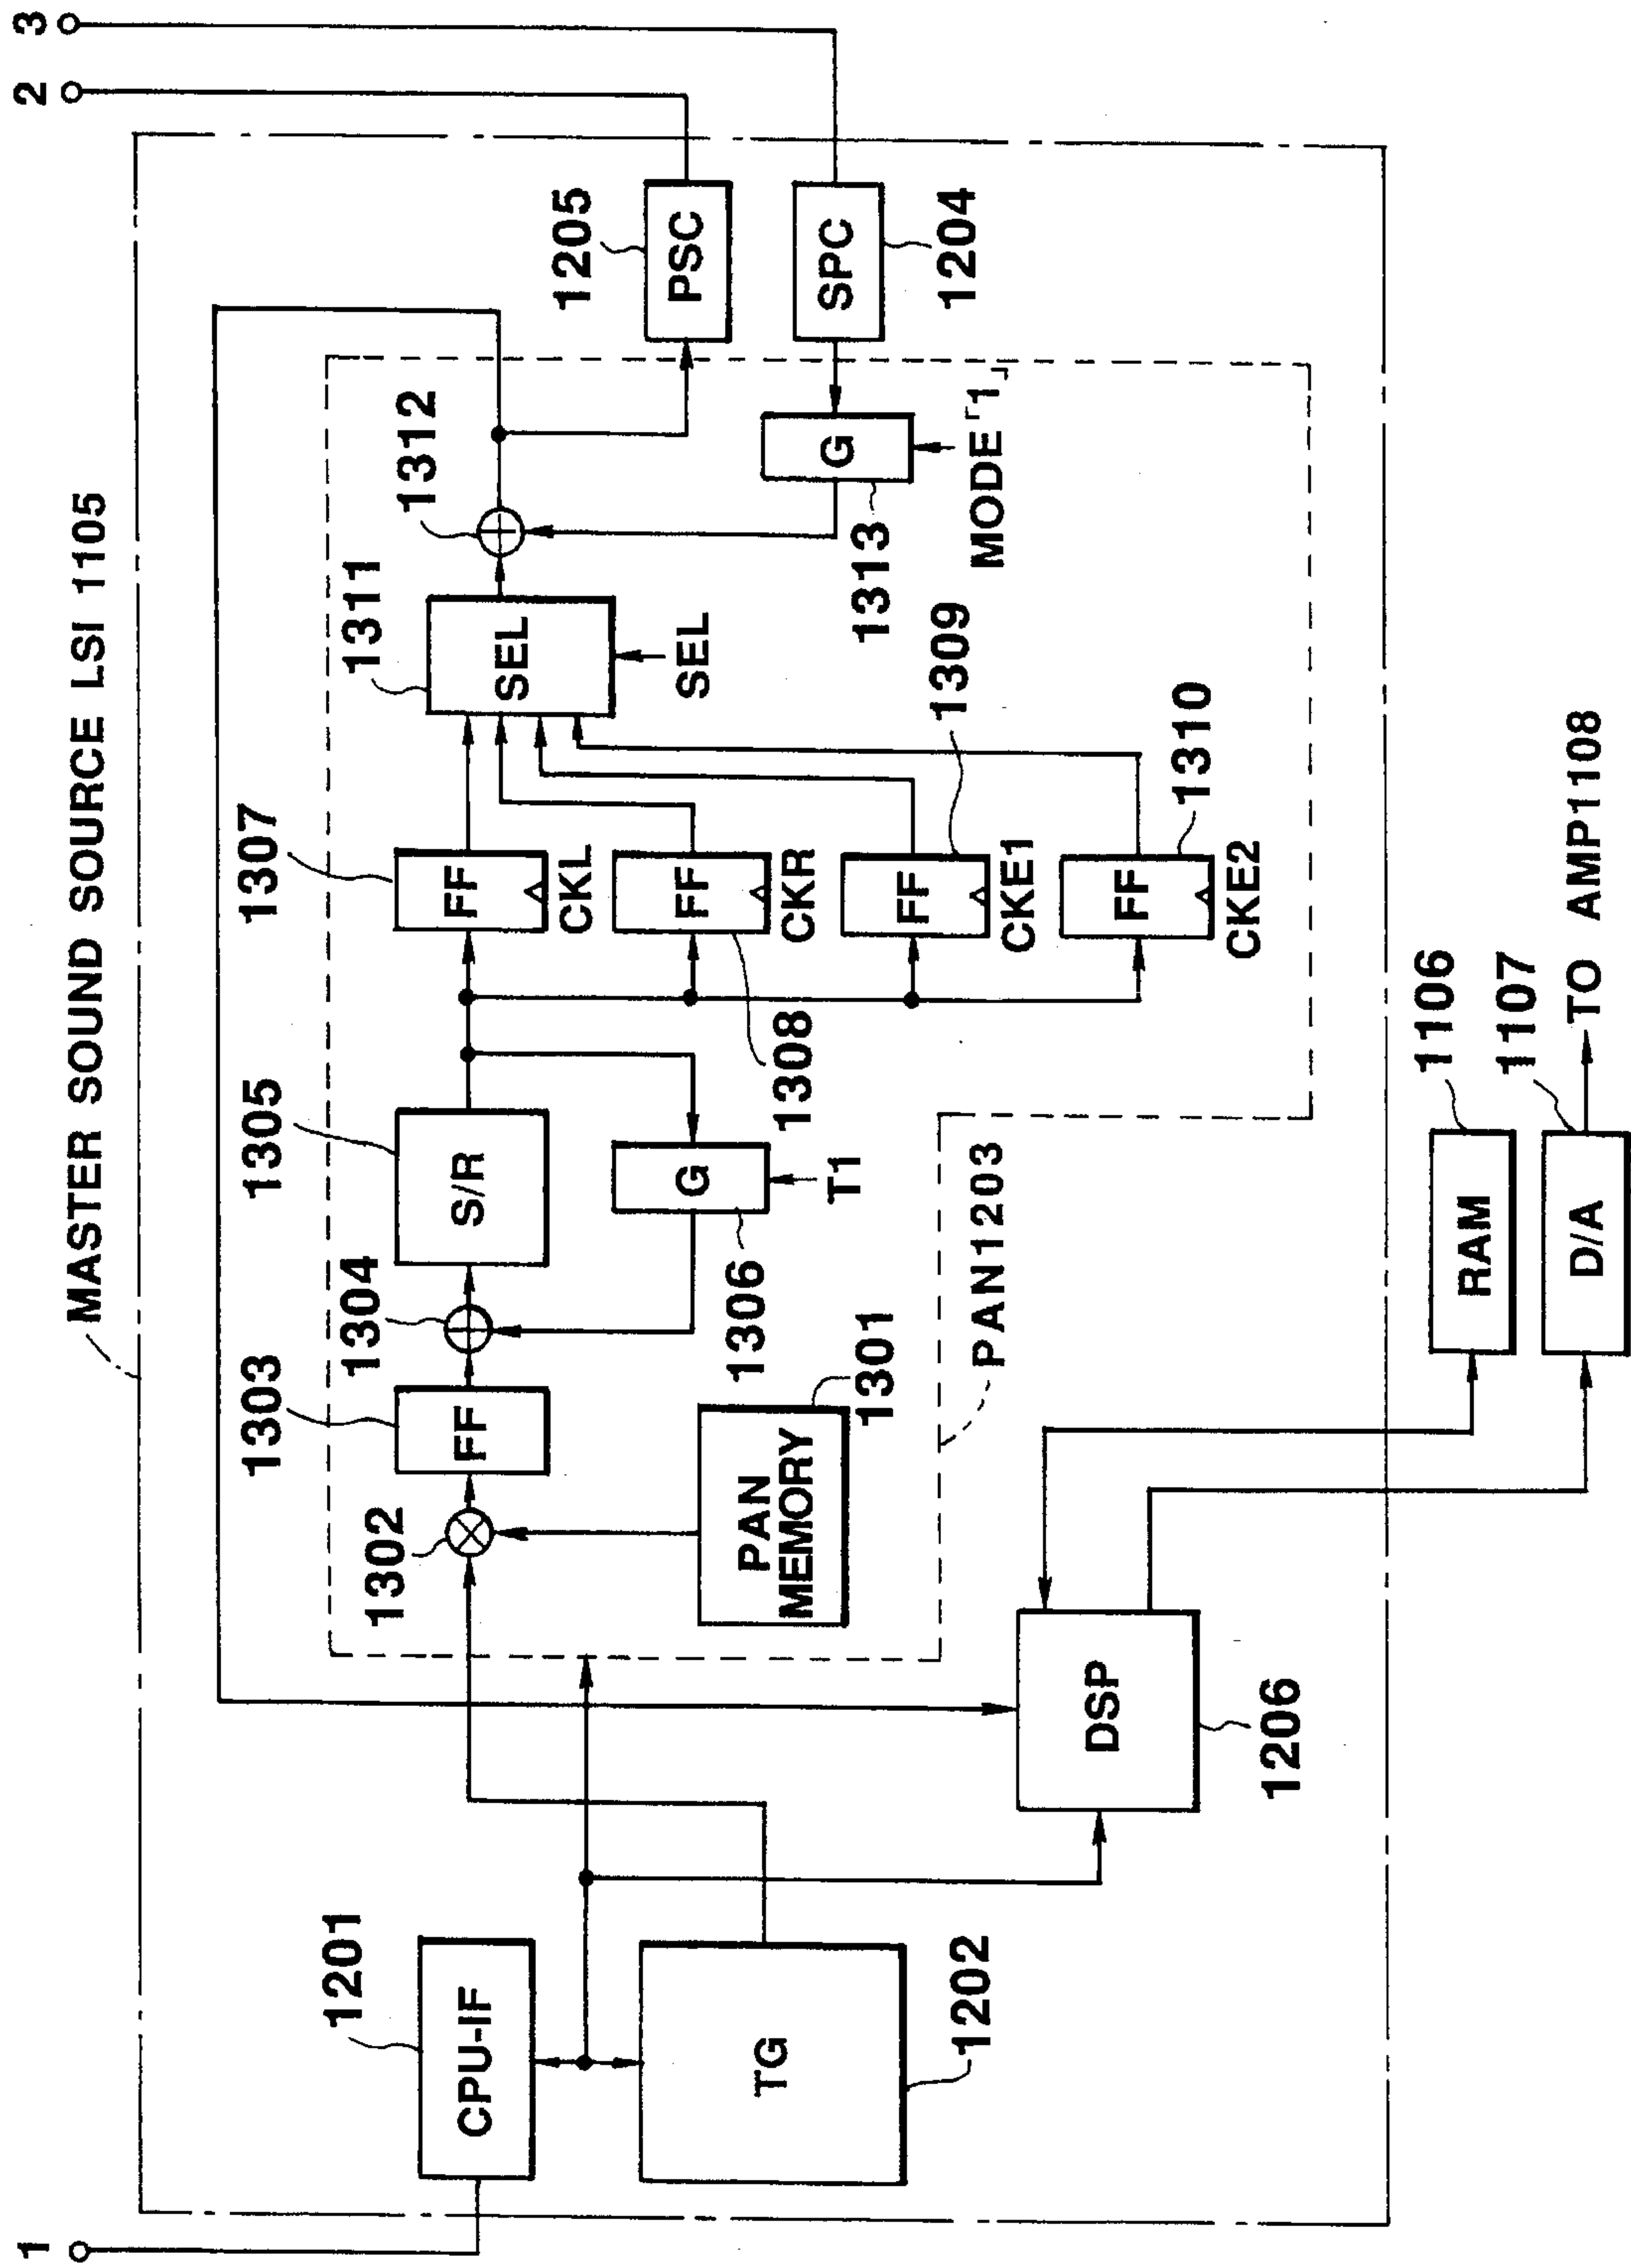 MASTER SOUND SOURCE LSI 1105
1
2
3
1201
CPU-IF
TG
1202
1302
1303
FF
1304
1305
S/R
G
T1
1306
PAN
MEMORY
1301
PAN1203
1307
FF
CKL
FF
CKR
1308
FF
CKE1
1309
FF
CKE2
1310
1311
SEL
SEL
1312
G
MODE「1」
1313
1205
PSC
SPC
1204
DSP
1206
RAM
1106
D/A
1107
TO AMP1108